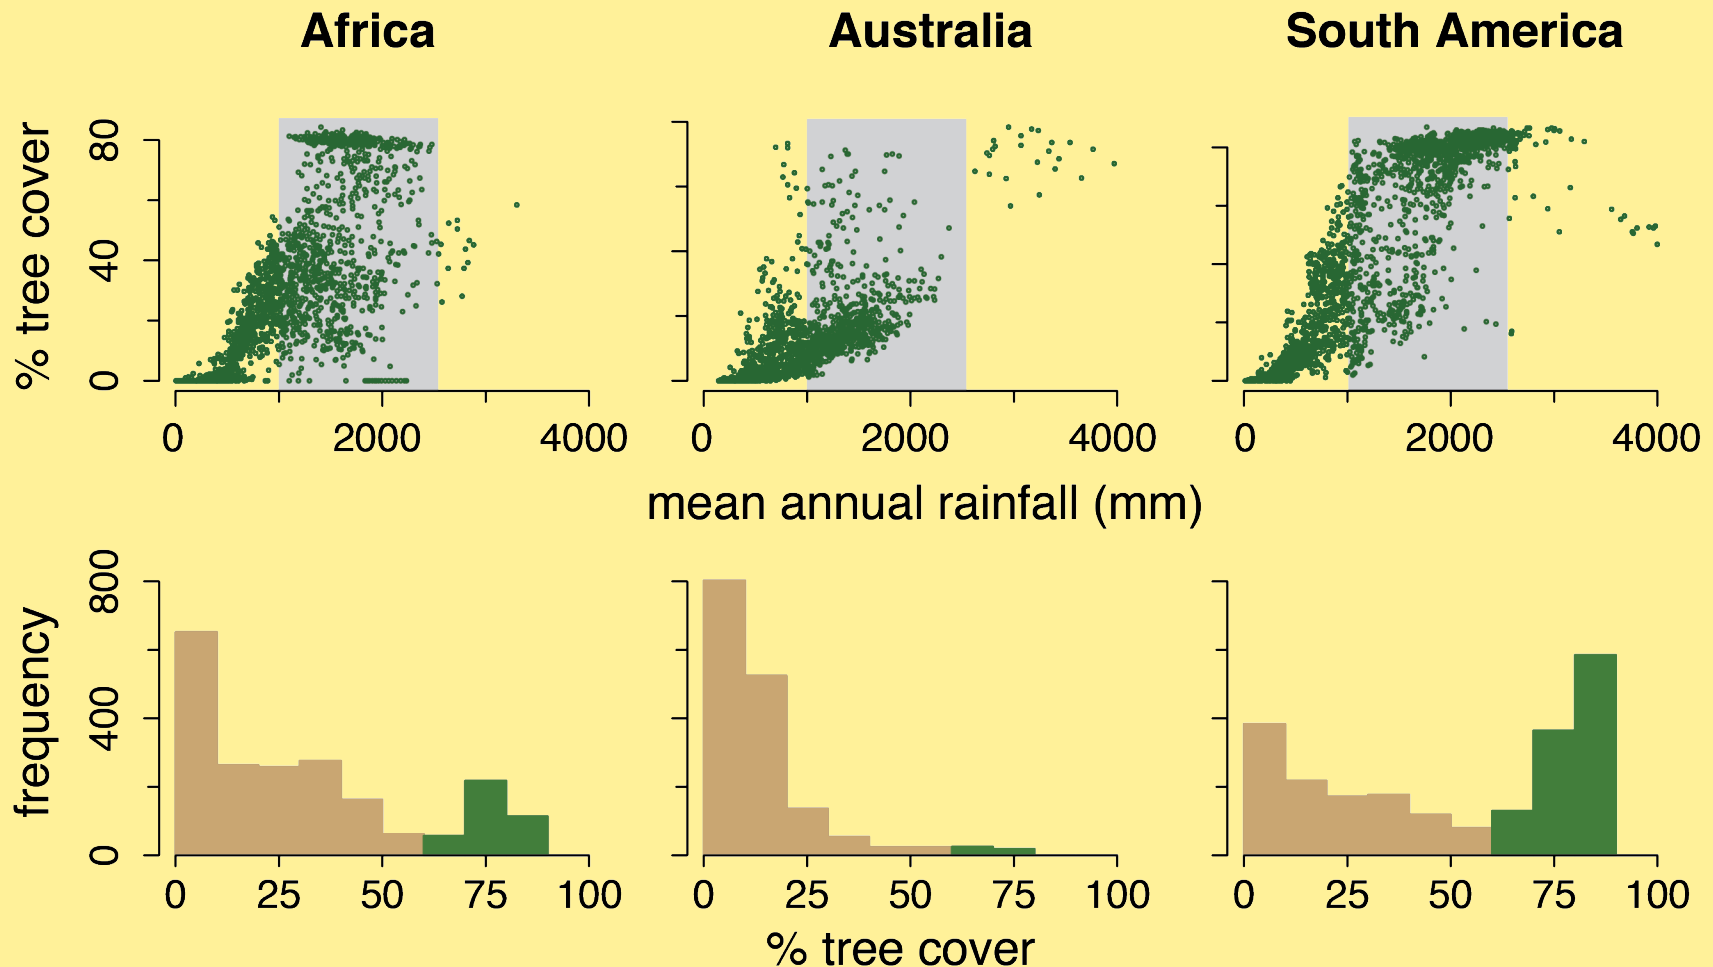 Africa Australia South America
% tree cover
80
40
0
0 2000 4000 0 2000 4000 0 2000 4000
mean annual rainfall (mm)
frequency
800
400
0
0 25 50 75 100 0 25 50 75 100 0 25 50 75 100
% tree cover